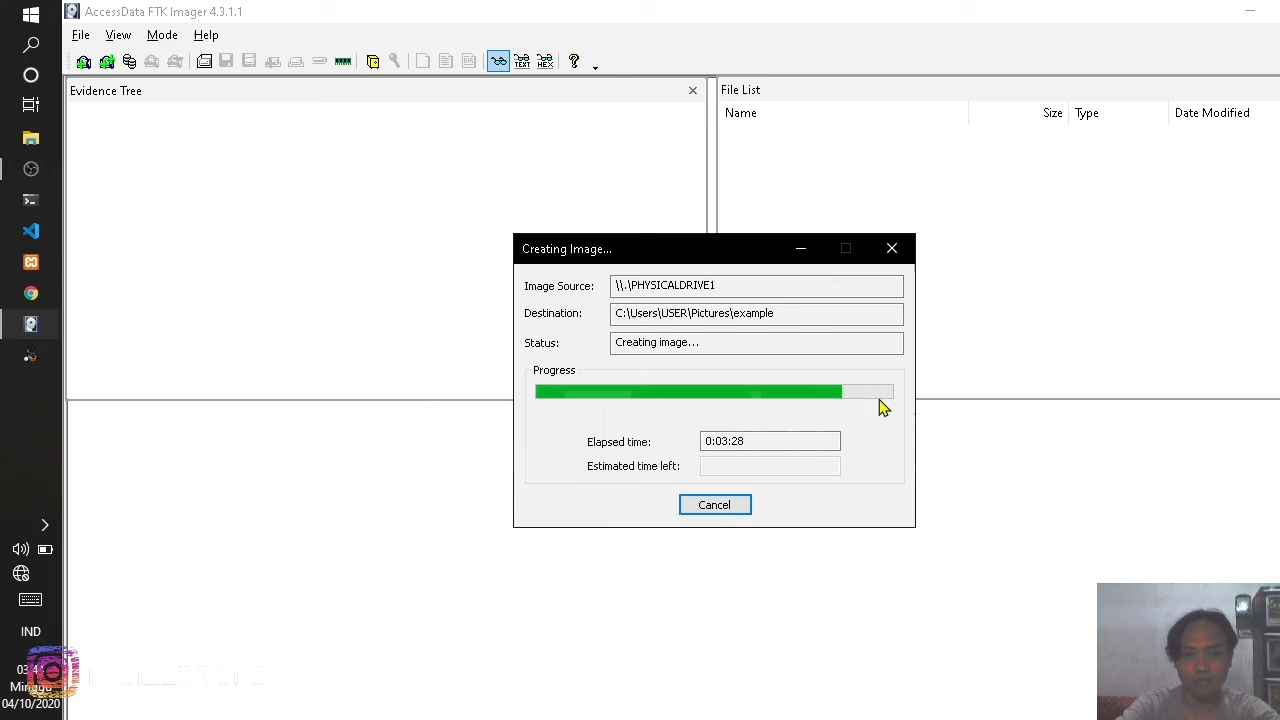 AccessData FTK Imager 4.3.1.1
File View Mode Help
TEXT HEX
Evidence Tree
File List
Name Size Type Date Modified
Creating Image...
Image Source: \\.\PHYSICALDRIVE1
Destination: C:\Users\USER\Pictures\example
Status: Creating image...
Progress
Elapsed time: 0:03:28
Estimated time left:
Cancel
IND
Minggu
04/10/2020